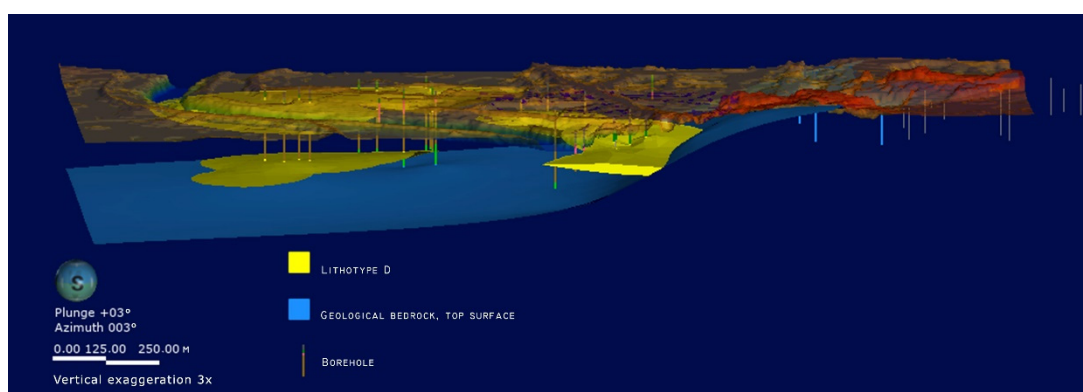 S
Plunge +03°
Azimuth 003°
0.00 125.00 250.00 M
Vertical exaggeration 3x
LITHOTYPE D
GEOLOGICAL BEDROCK, TOP SURFACE
BOREHOLE